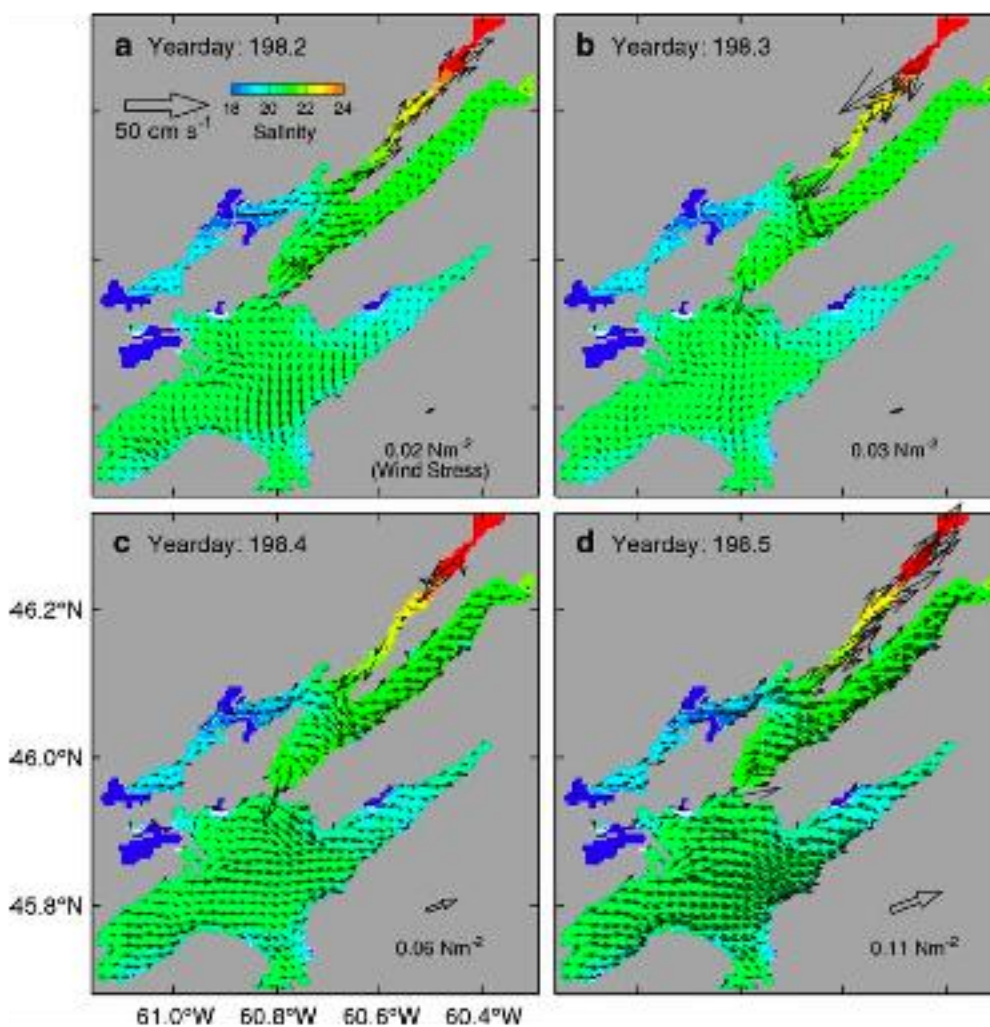 a Yearday: 198.2
50 cm s⁻¹
18 20 22 24
Salinity
0.02 Nm⁻²
(Wind Stress)
b Yearday: 198.3
0.03 Nm⁻²
c Yearday: 198.4
0.06 Nm⁻²
d Yearday: 198.5
0.11 Nm⁻²
46.2°N
46.0°N
45.8°N
61.0°W 60.8°W 60.6°W 60.4°W